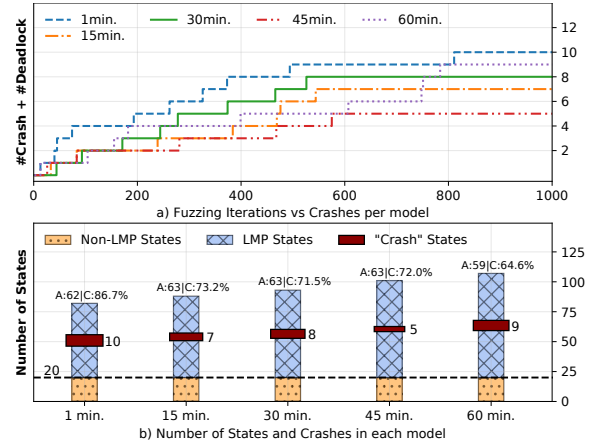 1min.
30min.
45min.
60min.
15min.
#Crash + #Deadlock
12
10
8
6
4
2
0
200
400
600
800
1000
a) Fuzzing Iterations vs Crashes per model
Non-LMP States
LMP States
"Crash" States
Number of States
A:62|C:86.7%
A:63|C:73.2%
A:63|C:71.5%
A:63|C:72.0%
A:59|C:64.6%
10
7
8
5
9
20
125
100
75
50
25
0
1 min.
15 min.
30 min.
45 min.
60 min.
b) Number of States and Crashes in each model